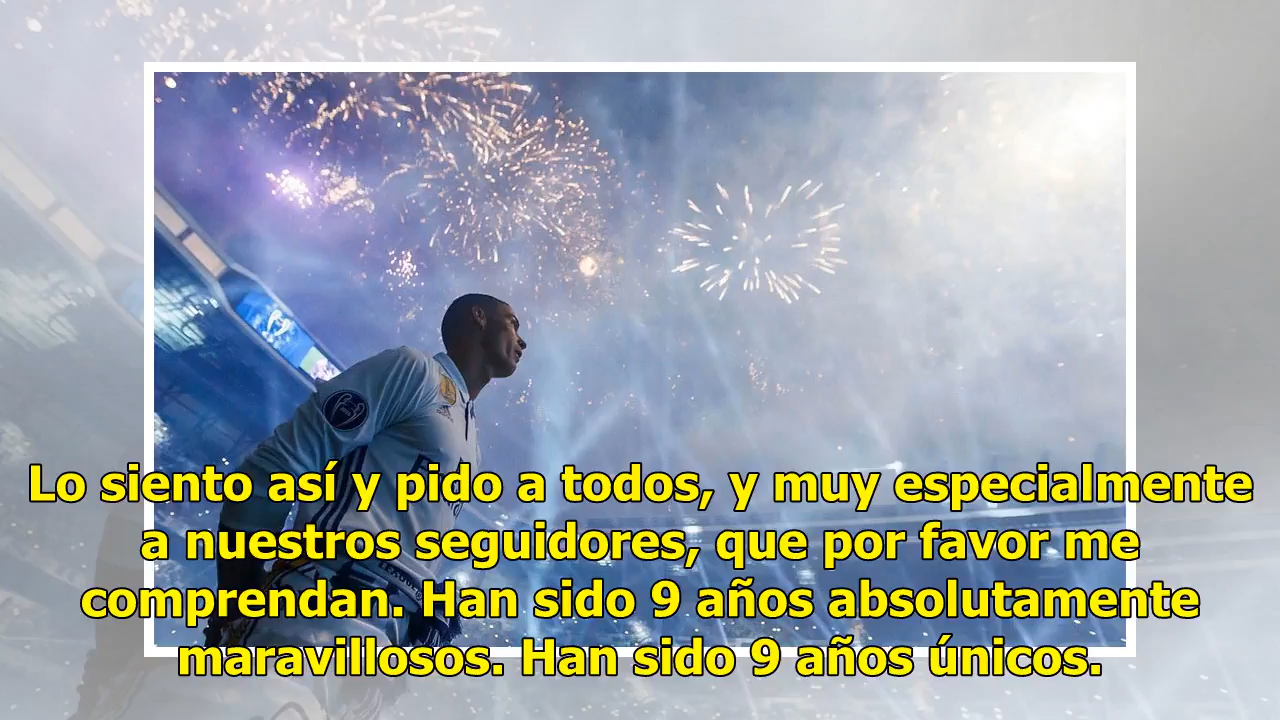 Lo siento así y pido a todos, y muy especialmente
a nuestros seguidores, que por favor me
comprendan. Han sido 9 años absolutamente
maravillosos. Han sido 9 años únicos.